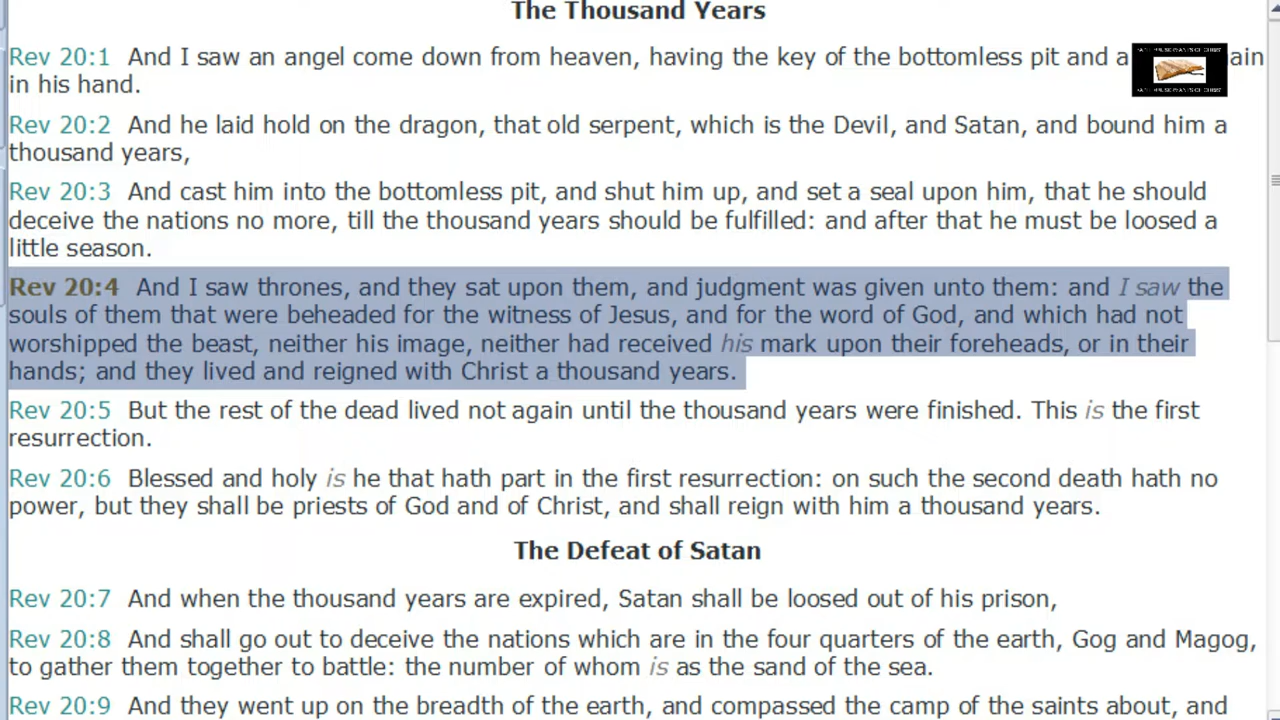 The Thousand Years
Rev 20:1 And I saw an angel come down from heaven, having the key of the bottomless pit and a ain
in his hand.
Rev 20:2 And he laid hold on the dragon, that old serpent, which is the Devil, and Satan, and bound him a
thousand years,
Rev 20:3 And cast him into the bottomless pit, and shut him up, and set a seal upon him, that he should
deceive the nations no more, till the thousand years should be fulfilled: and after that he must be loosed a
little season.
Rev 20:4 And I saw thrones, and they sat upon them, and judgment was given unto them: and I saw the
souls of them that were beheaded for the witness of Jesus, and for the word of God, and which had not
worshipped the beast, neither his image, neither had received his mark upon their foreheads, or in their
hands; and they lived and reigned with Christ a thousand years.
Rev 20:5 But the rest of the dead lived not again until the thousand years were finished. This is the first
resurrection.
Rev 20:6 Blessed and holy is he that hath part in the first resurrection: on such the second death hath no
power, but they shall be priests of God and of Christ, and shall reign with him a thousand years.
The Defeat of Satan
Rev 20:7 And when the thousand years are expired, Satan shall be loosed out of his prison,
Rev 20:8 And shall go out to deceive the nations which are in the four quarters of the earth, Gog and Magog,
to gather them together to battle: the number of whom is as the sand of the sea.
Rev 20:9 And they went up on the breadth of the earth, and compassed the camp of the saints about, and